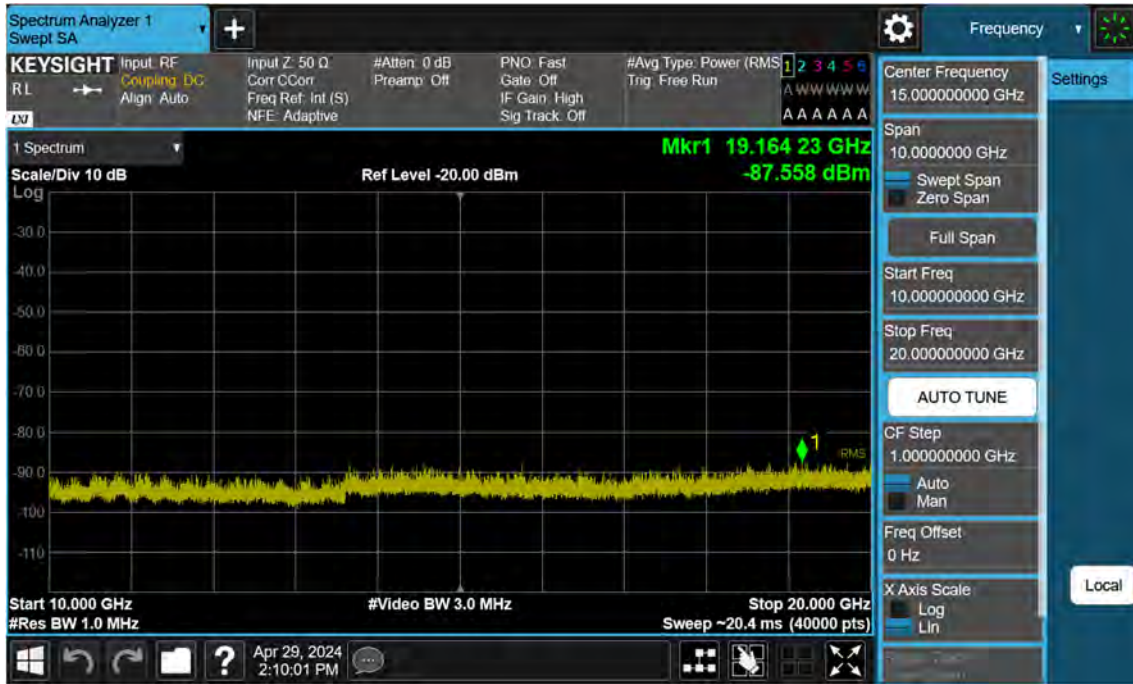 Spectrum Analyzer 1
Swept SA
Frequency
KEYSIGHT
R L
LXI
Input: RF
Coupling: DC
Align: Auto
Input Z: 50 Ω
Corr CCorr
Freq Ref: Int (S)
NFE: Adaptive
#Atten: 0 dB
Preamp: Off
PNO: Fast
Gate: Off
IF Gain: High
Sig Track: Off
#Avg Type: Power (RMS
Trig: Free Run
1 2 3 4 5 6
A W W W W W
A A A A A A
1 Spectrum
Scale/Div 10 dB
Ref Level -20.00 dBm
Mkr1 19.164 23 GHz
-87.558 dBm
Log
-30.0
-40.0
-50.0
-60.0
-70.0
-80.0
-90.0
-100
-110
1
RMS
Start 10.000 GHz
#Video BW 3.0 MHz
Stop 20.000 GHz
#Res BW 1.0 MHz
Sweep ~20.4 ms (40000 pts)
Apr 29, 2024
2:10:01 PM
Center Frequency
15.000000000 GHz
Settings
Span
10.0000000 GHz
Swept Span
Zero Span
Full Span
Start Freq
10.000000000 GHz
Stop Freq
20.000000000 GHz
AUTO TUNE
CF Step
1.000000000 GHz
Auto
Man
Freq Offset
0 Hz
X Axis Scale
Log
Lin
Local